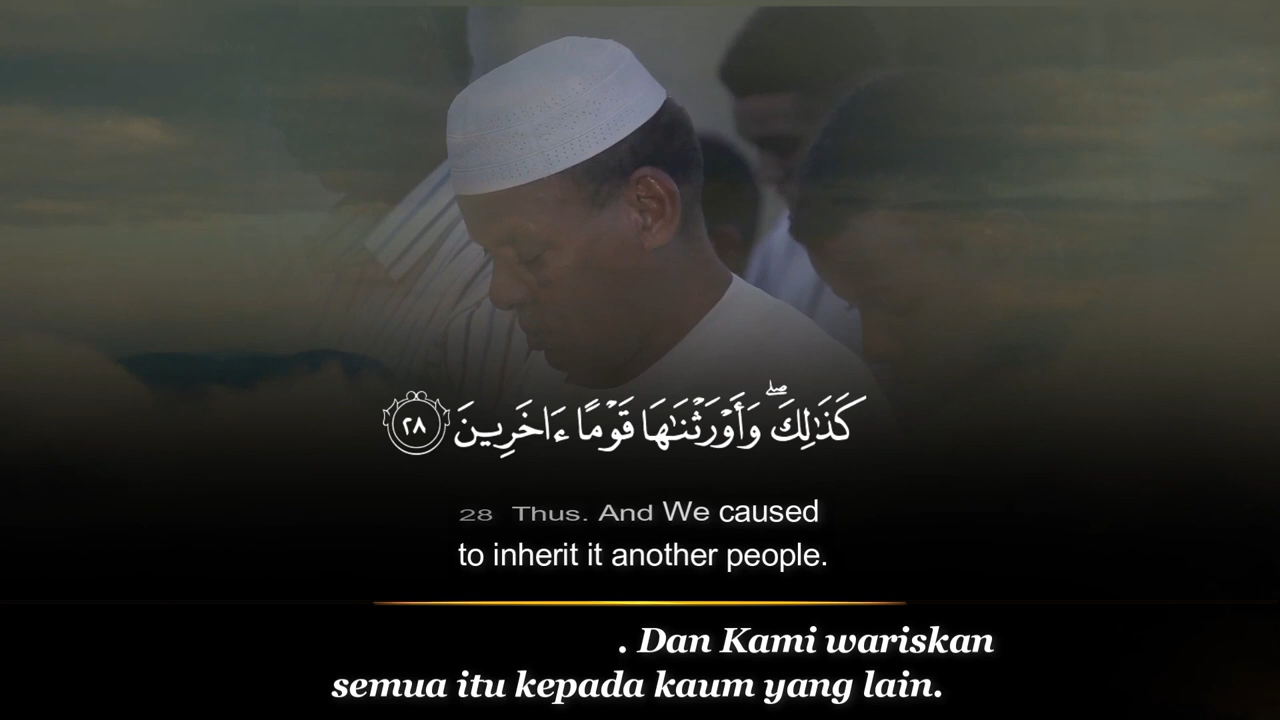 كَذَٰلِكَ ۖ وَأَوْرَثْنَـٰهَا قَوْمًا ءَاخَرِينَ ٢٨
28 Thus. And We caused
to inherit it another people.
. Dan Kami wariskan
semua itu kepada kaum yang lain.